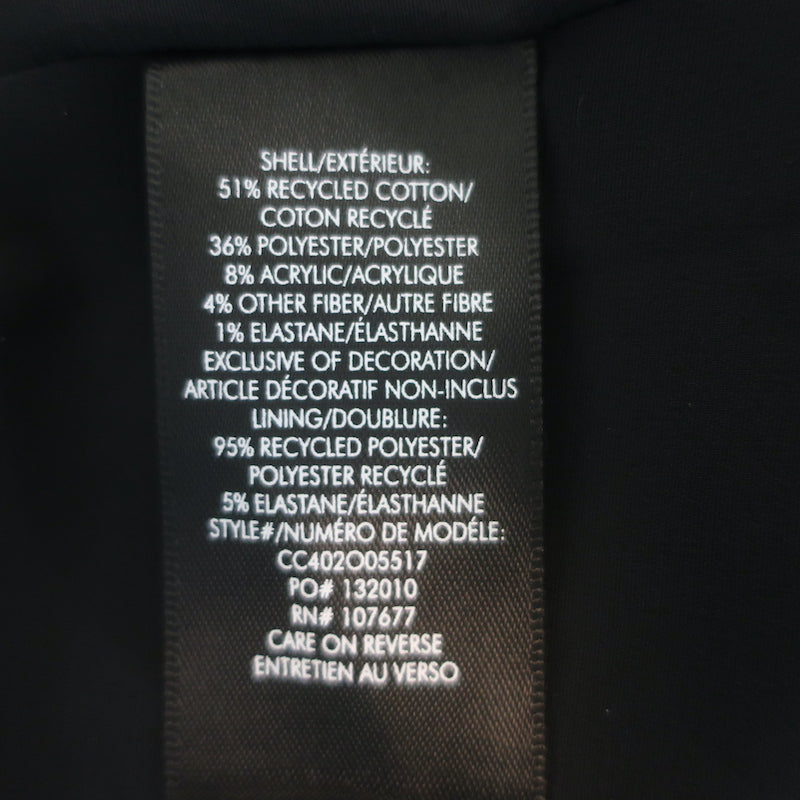 SHELL/EXTÉRIEUR:
51% RECYCLED COTTON/
COTON RECYCLÉ
36% POLYESTER/POLYESTER
8% ACRYLIC/ACRYLIQUE
4% OTHER FIBER/AUTRE FIBRE
1% ELASTANE/ÉLASTHANNE
EXCLUSIVE OF DECORATION/
ARTICLE DÉCORATIF NON-INCLUS
LINING/DOUBLURE:
95% RECYCLED POLYESTER/
POLYESTER RECYCLÉ
5% ELASTANE/ÉLASTHANNE
STYLE#/NUMÉRO DE MODÉLE:
CC402O05517
PO# 132010
RN# 107677
CARE ON REVERSE
ENTRETIEN AU VERSO